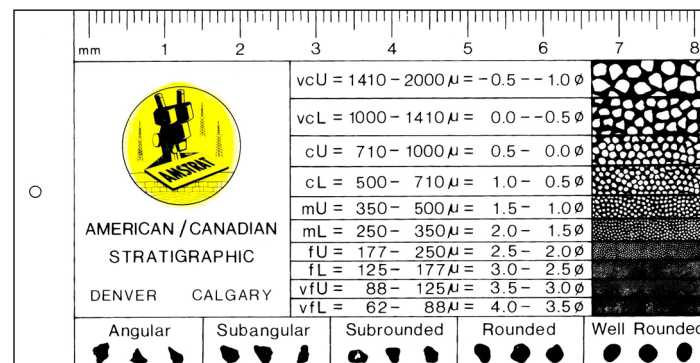 mm 1 2 3 4 5 6 7 8
AMSTRAT
AMERICAN / CANADIAN
STRATIGRAPHIC
DENVER CALGARY
vcU = 1410 - 2000 µ = -0.5 - -1.0 ø
vcL = 1000 - 1410 µ = 0.0 - -0.5 ø
cU = 710 - 1000 µ = 0.5 - 0.0 ø
cL = 500 - 710 µ = 1.0 - 0.5 ø
mU = 350 - 500 µ = 1.5 - 1.0 ø
mL = 250 - 350 µ = 2.0 - 1.5 ø
fU = 177 - 250 µ = 2.5 - 2.0 ø
fL = 125 - 177 µ = 3.0 - 2.5 ø
vfU = 88 - 125 µ = 3.5 - 3.0 ø
vfL = 62 - 88 µ = 4.0 - 3.5 ø
Angular Subangular Subrounded Rounded Well Rounded